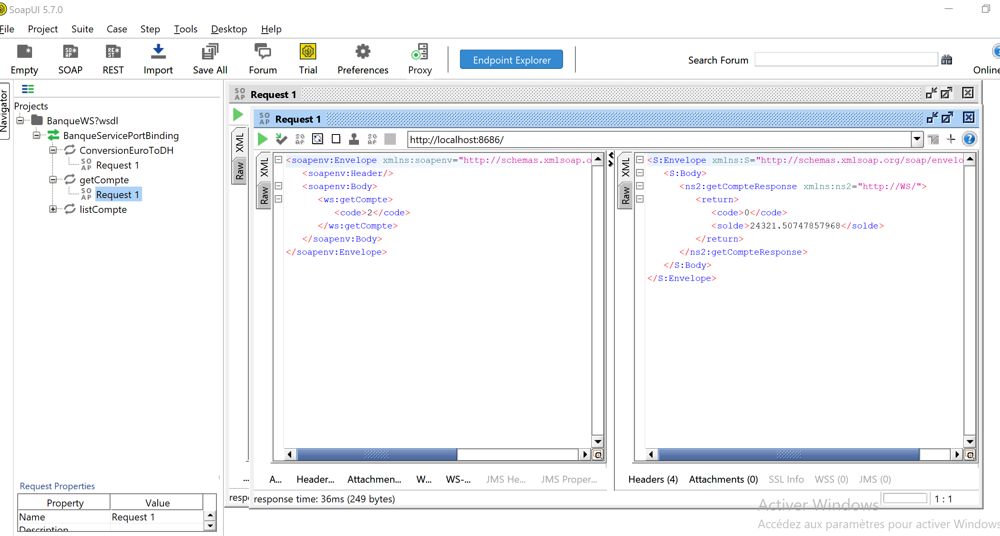 SoapUI 5.7.0
File Project Suite Case Step Tools Desktop Help
Empty SOAP REST Import Save All Forum Trial Preferences Proxy
Endpoint Explorer
Search Forum
Online
Navigator
Projects
BanqueWS?wsdl
BanqueServicePortBinding
ConversionEuroToDH
SOAP Request 1
getCompte
SOAP Request 1
listCompte
Request Properties
Property Value
Name Request 1
Description
SOAP Request 1
XML
Raw
...
resp
SOAP Request 1
http://localhost:8686/
XML
Raw
<soapenv:Envelope xmlns:soapenv="http://schemas.xmlsoap.o
<soapenv:Header/>
<soapenv:Body>
<ws:getCompte>
<code>2</code>
</ws:getCompte>
</soapenv:Body>
</soapenv:Envelope>
A... Header... Attachmen... W... WS-... JMS He... JMS Proper...
XML
Raw
<S:Envelope xmlns:S="http://schemas.xmlsoap.org/soap/envelo
<S:Body>
<ns2:getCompteResponse xmlns:ns2="http://WS/">
<return>
<code>0</code>
<solde>24321.50747857968</solde>
</return>
</ns2:getCompteResponse>
</S:Body>
</S:Envelope>
Headers (4) Attachments (0) SSL Info WSS (0) JMS (0)
response time: 36ms (249 bytes)
1 : 1
Activer Windows
Accédez aux paramètres pour activer Windows